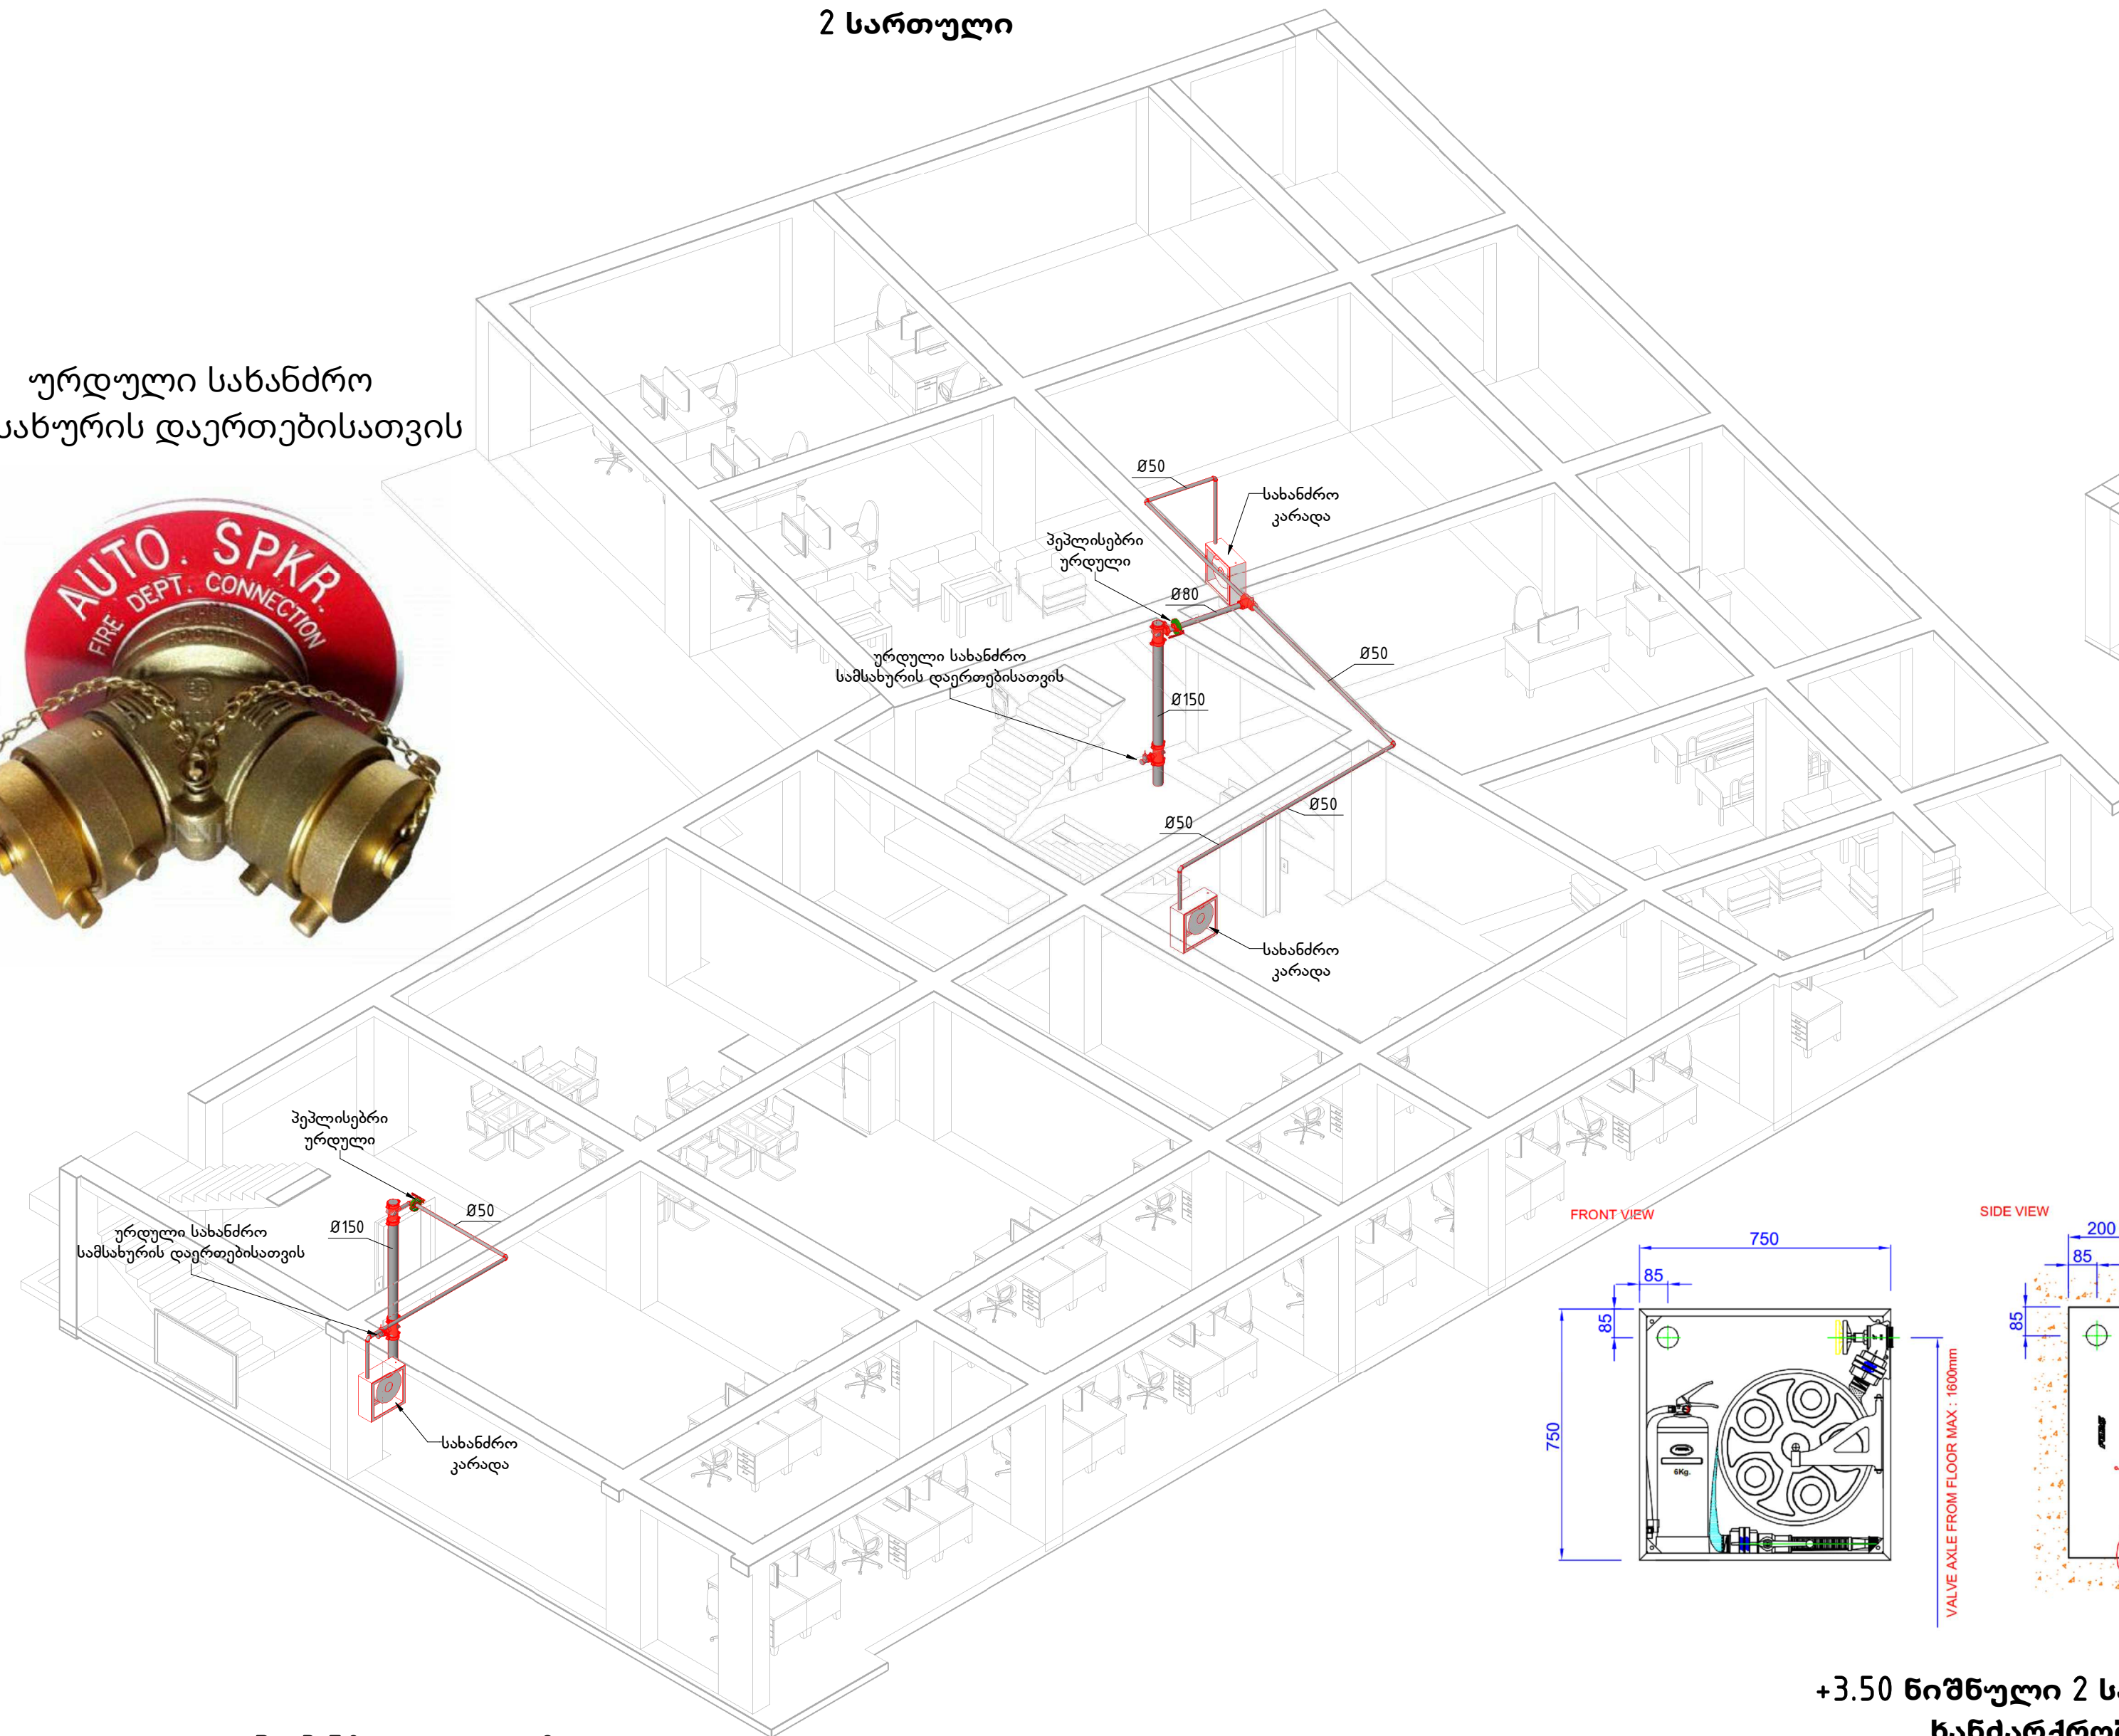 2 სართული
ურდული სახანძრო
სახურის დაერთებისათვის
AUTO. SPKR.
FIRE DEPT. CONNECTION
Ø50
სახანძრო
კარადა
პეპლისებრი
ურდული
Ø80
ურდული სახანძრო
სამსახურის დაერთებისათვის
Ø50
Ø150
Ø50
Ø50
სახანძრო
კარადა
პეპლისებრი
ურდული
Ø50
ურდული სახანძრო
სამსახურის დაერთებისათვის
Ø150
სახანძრო
კარადა
FRONT VIEW
750
85
85
750
6Kg.
VALVE AXLE FROM FLOOR MAX : 1600mm
SIDE VIEW
200
85
85
+3.50 ნიშნული 2